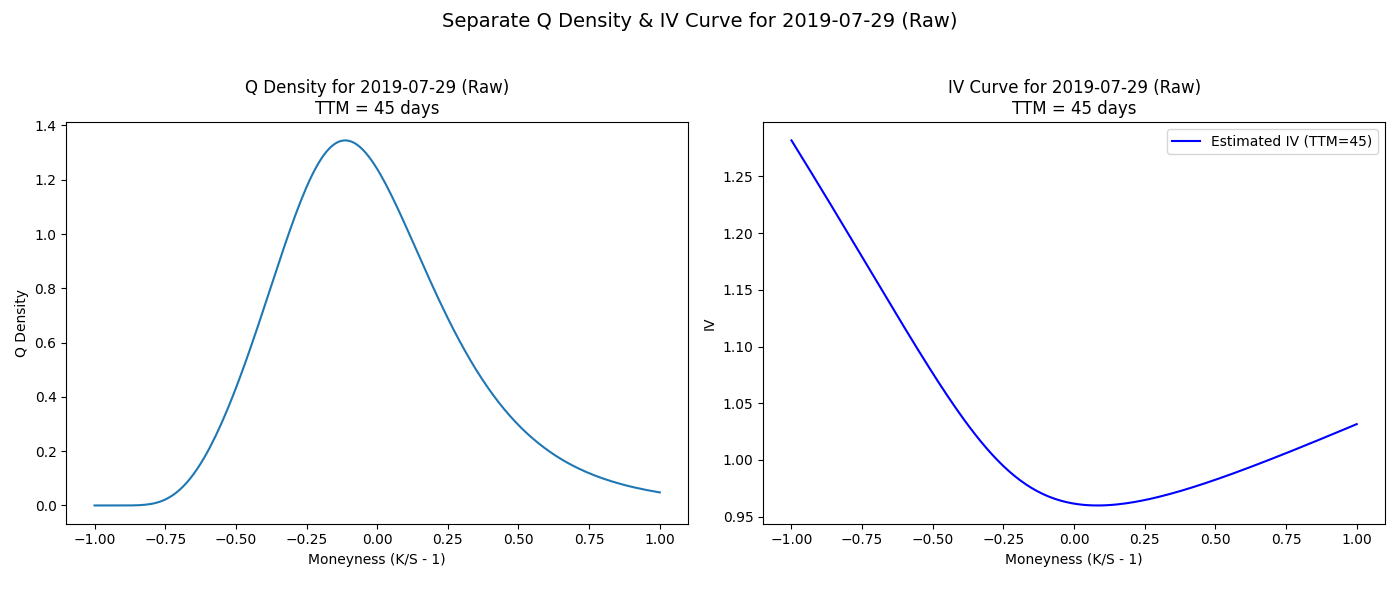 Separate Q Density & IV Curve for 2019-07-29 (Raw)
Q Density for 2019-07-29 (Raw)
TTM = 45 days
1.4
1.2
1.0
0.8
0.6
0.4
0.2
0.0
Q Density
−1.00 −0.75 −0.50 −0.25 0.00 0.25 0.50 0.75 1.00
Moneyness (K/S - 1)
IV Curve for 2019-07-29 (Raw)
TTM = 45 days
Estimated IV (TTM=45)
1.25
1.20
1.15
1.10
1.05
1.00
0.95
IV
−1.00 −0.75 −0.50 −0.25 0.00 0.25 0.50 0.75 1.00
Moneyness (K/S - 1)